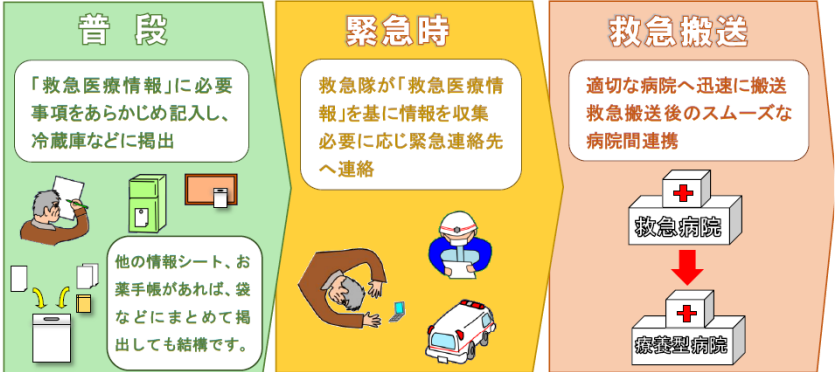 普段
「救急医療情報」に必要
事項をあらかじめ記入し、
冷蔵庫などに掲出
他の情報シート、お
薬手帳があれば、袋
などにまとめて掲
出しても結構です。
緊急時
救急隊が「救急医療情
報」を基に情報を収集
必要に応じ緊急連絡先
へ連絡
救急搬送
適切な病院へ迅速に搬送
救急搬送後のスムーズな
病院間連携
救急病院
療養型病院